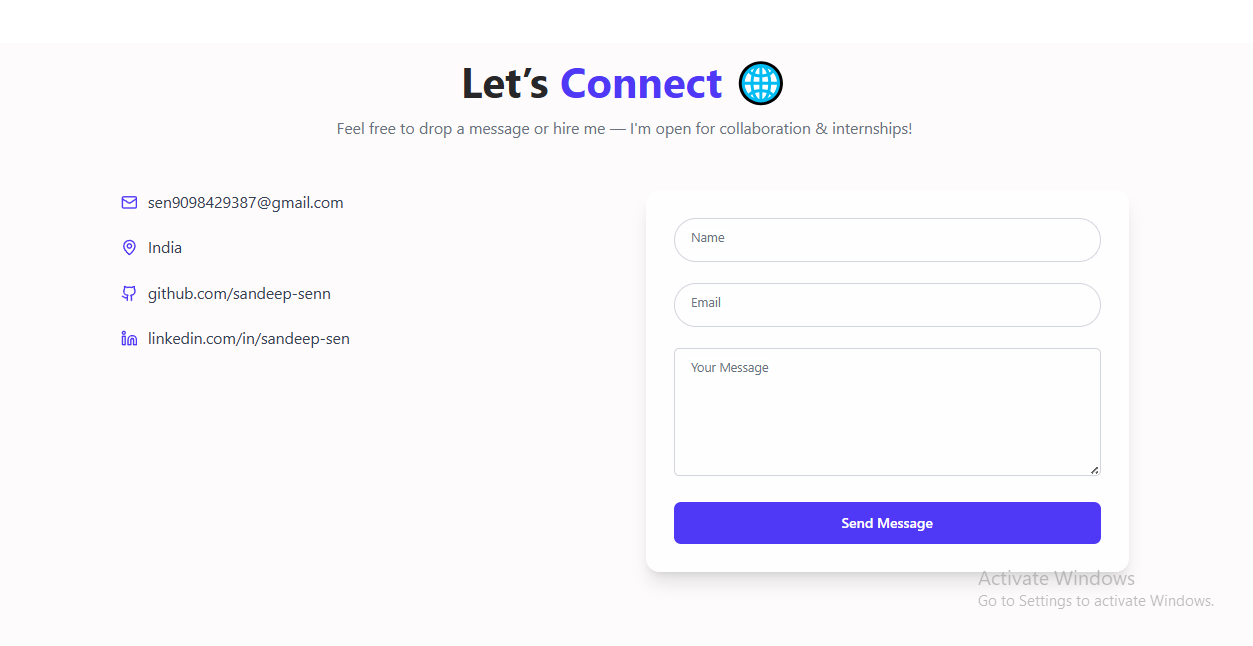 Let’s Connect 🌐
Feel free to drop a message or hire me — I'm open for collaboration & internships!
sen9098429387@gmail.com
India
github.com/sandeep-senn
linkedin.com/in/sandeep-sen
Name
Email
Your Message
Send Message
Activate Windows
Go to Settings to activate Windows.